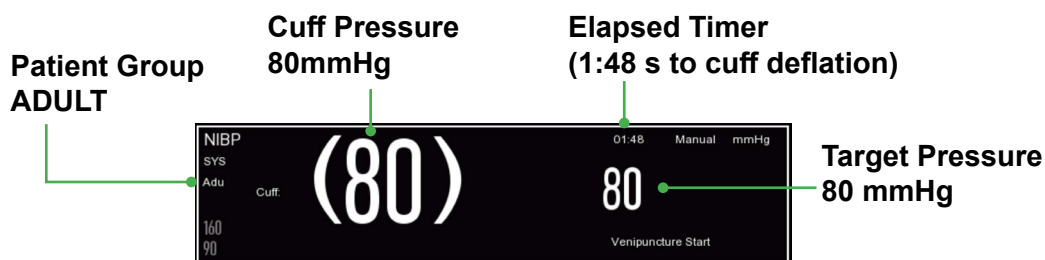 Patient Group
ADULT
Cuff Pressure
80mmHg
Elapsed Timer
(1:48 s to cuff deflation)
Target Pressure
80 mmHg
NIBP
SYS
Adu
160
90
Cuff:
(80)
01:48 Manual mmHg
80
Venipuncture Start